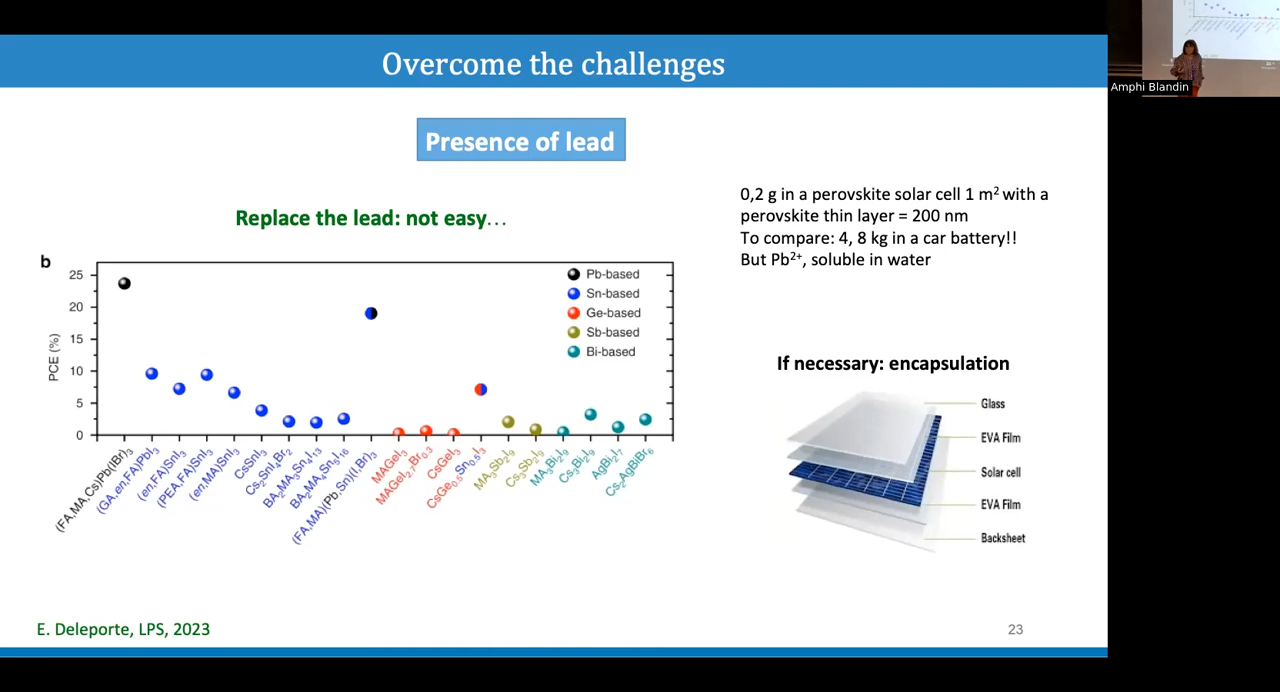 Overcome the challenges
Amphi Blandin
Presence of lead
Replace the lead: not easy…
0,2 g in a perovskite solar cell 1 m² with a
perovskite thin layer = 200 nm
To compare: 4, 8 kg in a car battery!!
But Pb²⁺, soluble in water
b
PCE (%)
25
20
15
10
5
0
Pb-based
Sn-based
Ge-based
Sb-based
Bi-based
(FA,MA,Cs)Pb(IBr)₃
(GA,en,FA)PbI₃
(en,FA)SnI₃
(PEA,FA)SnI₃
(en,MA)SnI₃
CsSnI₃
Cs₂SnI₄Br₂
BA₂MA₃Sn₄I₁₃
BA₂MA₄Sn₅I₁₆
(FA,MA)(Pb,Sn)(I,Br)₃
MAGeI₃
MAGeI₂.₇Br₀.₃
CsGeI₃
CsGe₀.₅Sn₀.₅I₃
MA₃Sb₂I₉
Cs₃Sb₂I₉
MA₃Bi₂I₉
Cs₃Bi₂I₉
AgBi₂I₇
Cs₂AgBiBr₆
If necessary: encapsulation
Glass
EVA Film
Solar cell
EVA Film
Backsheet
E. Deleporte, LPS, 2023
23